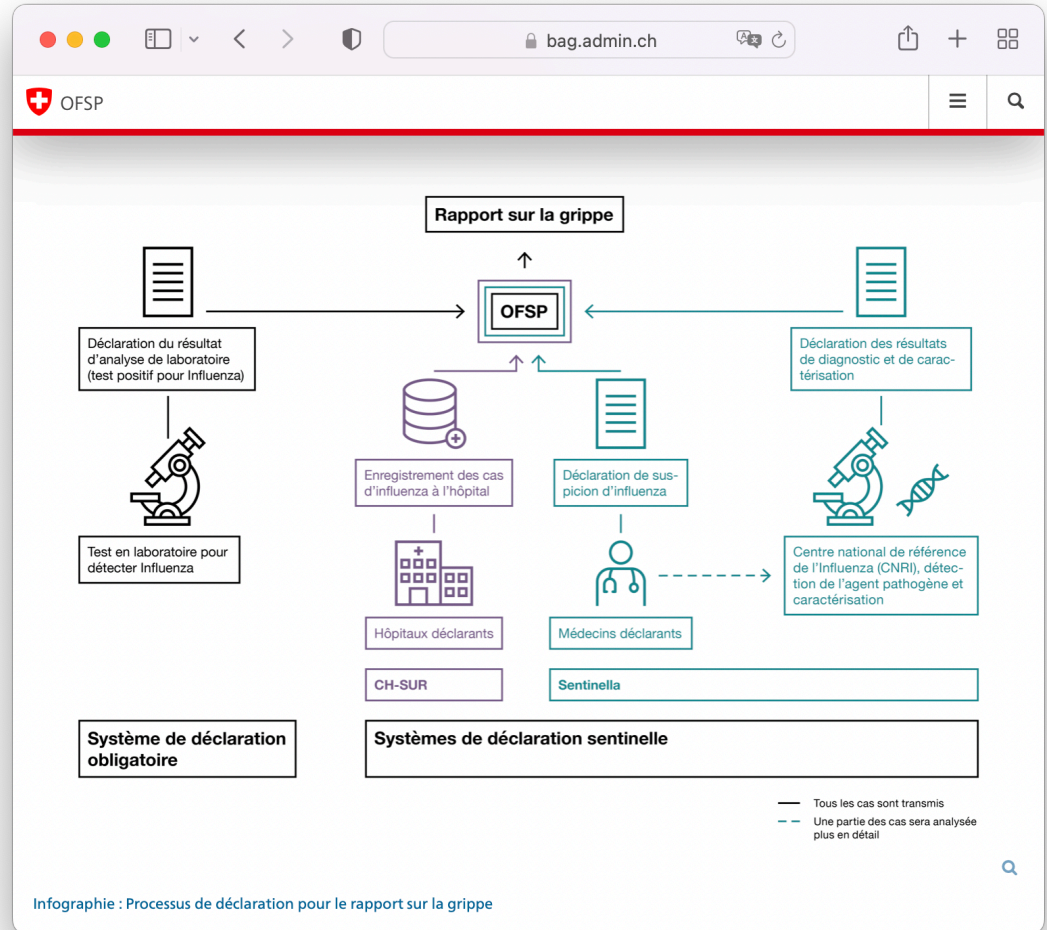 bag.admin.ch
OFSP
Rapport sur la grippe
OFSP
Déclaration du résultat
d'analyse de laboratoire
(test positif pour Influenza)
Déclaration des résultats
de diagnostic et de carac-
térisation
Enregistrement des cas
d'influenza à l'hôpital
Déclaration de sus-
picion d'influenza
Test en laboratoire pour
détecter Influenza
Centre national de référence
de l'Influenza (CNRI), détec-
tion de l'agent pathogène et
caractérisation
Hôpitaux déclarants
Médecins déclarants
CH-SUR
Sentinella
Système de déclaration
obligatoire
Systèmes de déclaration sentinelle
Tous les cas sont transmis
Une partie des cas sera analysée
plus en détail
Infographie : Processus de déclaration pour le rapport sur la grippe